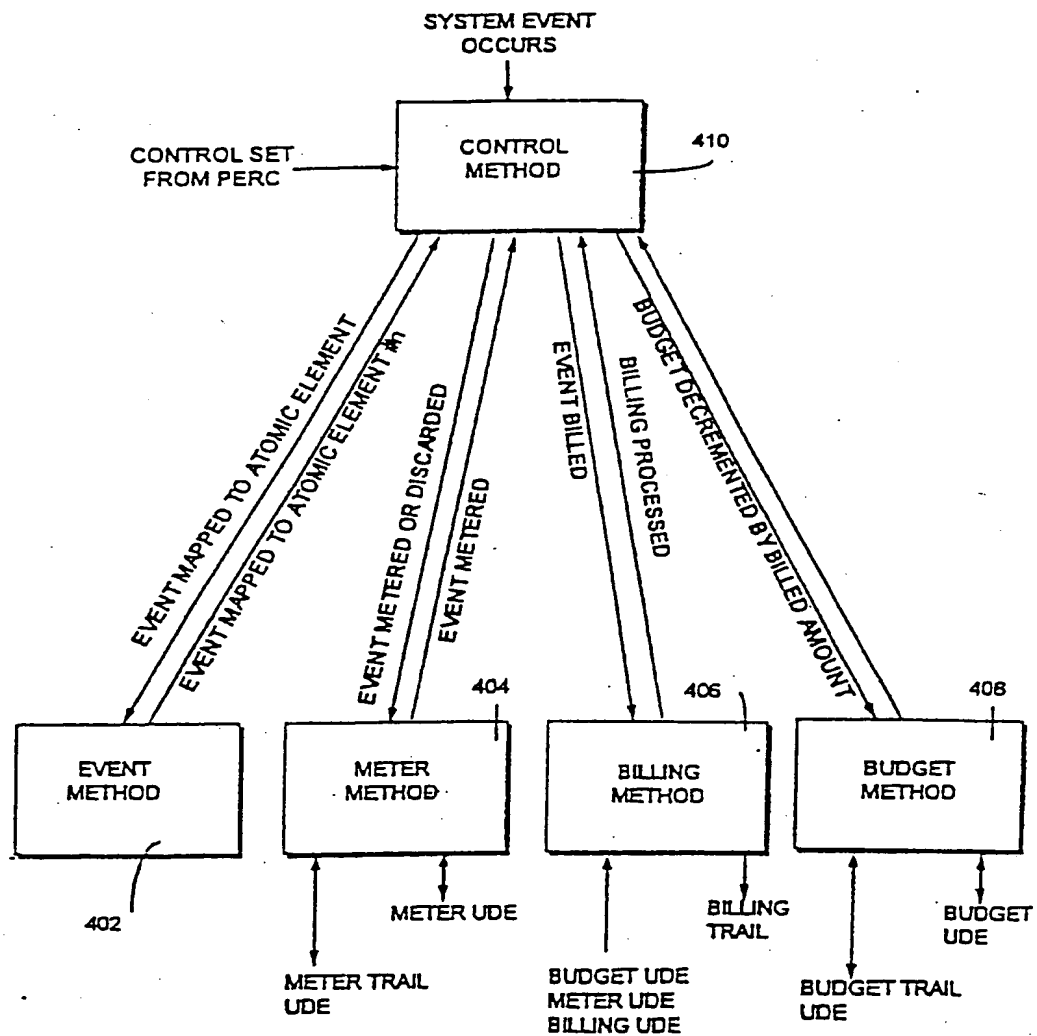 SYSTEM EVENT
OCCURS
CONTROL
METHOD
410
CONTROL SET
FROM PERC
EVENT MAPPED TO ATOMIC ELEMENT
EVENT MAPPED TO ATOMIC ELEMENT #n
EVENT METERED OR DISCARDED
EVENT METERED
EVENT BILLED
BILLING PROCESSED
BUDGET DECREMENTED BY BILLED AMOUNT
404
406
408
EVENT
METHOD
METER
METHOD
BILLING
METHOD
BUDGET
METHOD
402
METER UDE
METER TRAIL
UDE
BILLING
TRAIL
BUDGET UDE
METER UDE
BILLING UDE
BUDGET
UDE
BUDGET TRAIL
UDE